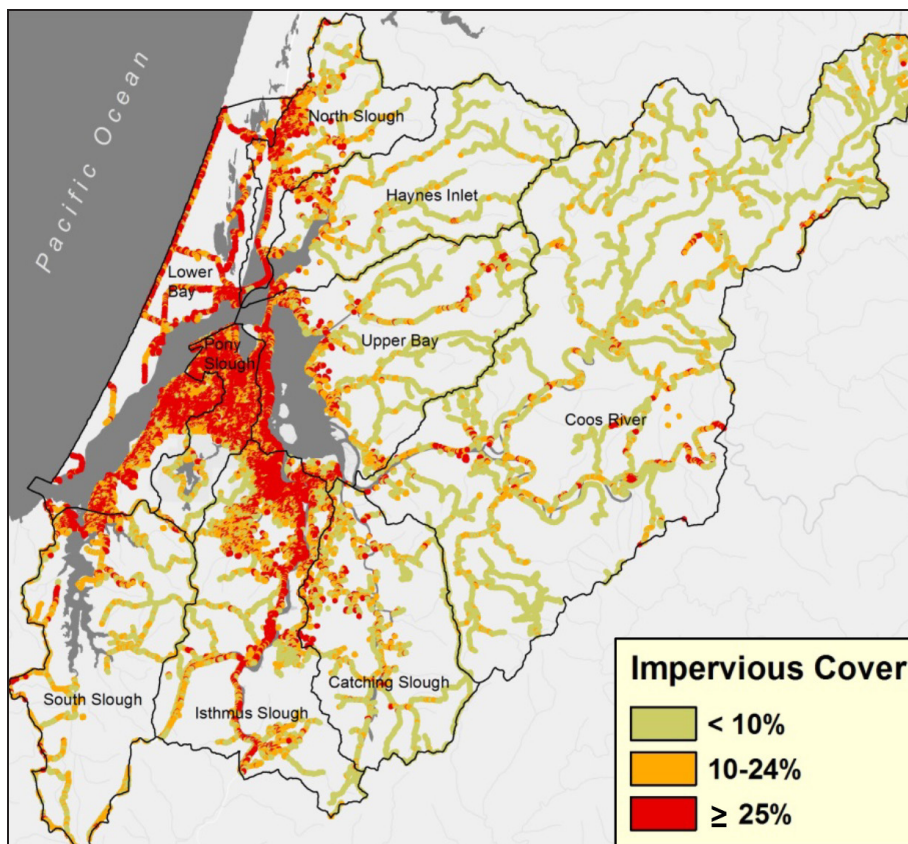 Pacific Ocean
North Slough
Haynes Inlet
Lower
Bay
Pony
Slough
Upper Bay
Coos River
South Slough
Isthmus Slough
Catching Slough
Impervious Cover
< 10%
10-24%
≥ 25%